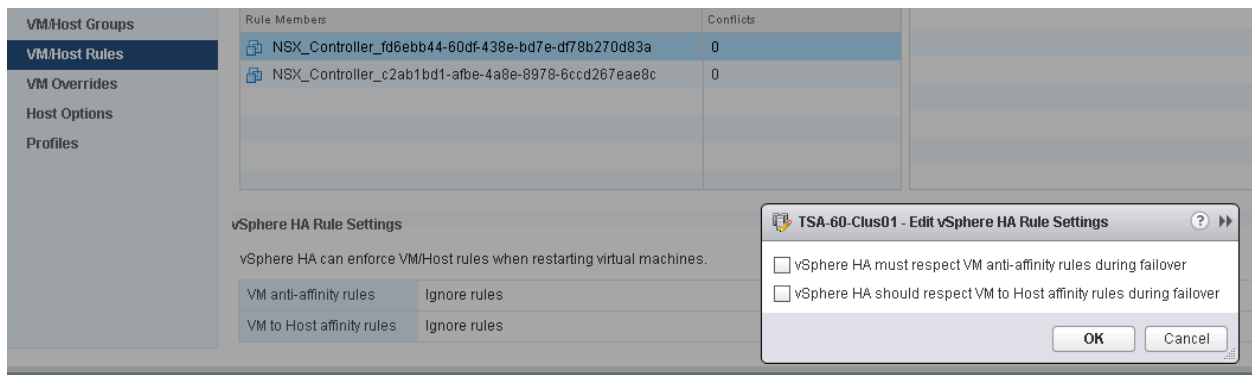 VM/Host Groups
VM/Host Rules
VM Overrides
Host Options
Profiles
Rule Members
Conflicts
NSX_Controller_fd6ebb44-60df-438e-bd7e-df78b270d83a
0
NSX_Controller_c2ab1bd1-afbe-4a8e-8978-6ccd267eae8c
0
vSphere HA Rule Settings
vSphere HA can enforce VM/Host rules when restarting virtual machines.
VM anti-affinity rules
Ignore rules
VM to Host affinity rules
Ignore rules
TSA-60-Clus01 - Edit vSphere HA Rule Settings
?
vSphere HA must respect VM anti-affinity rules during failover
vSphere HA should respect VM to Host affinity rules during failover
OK
Cancel